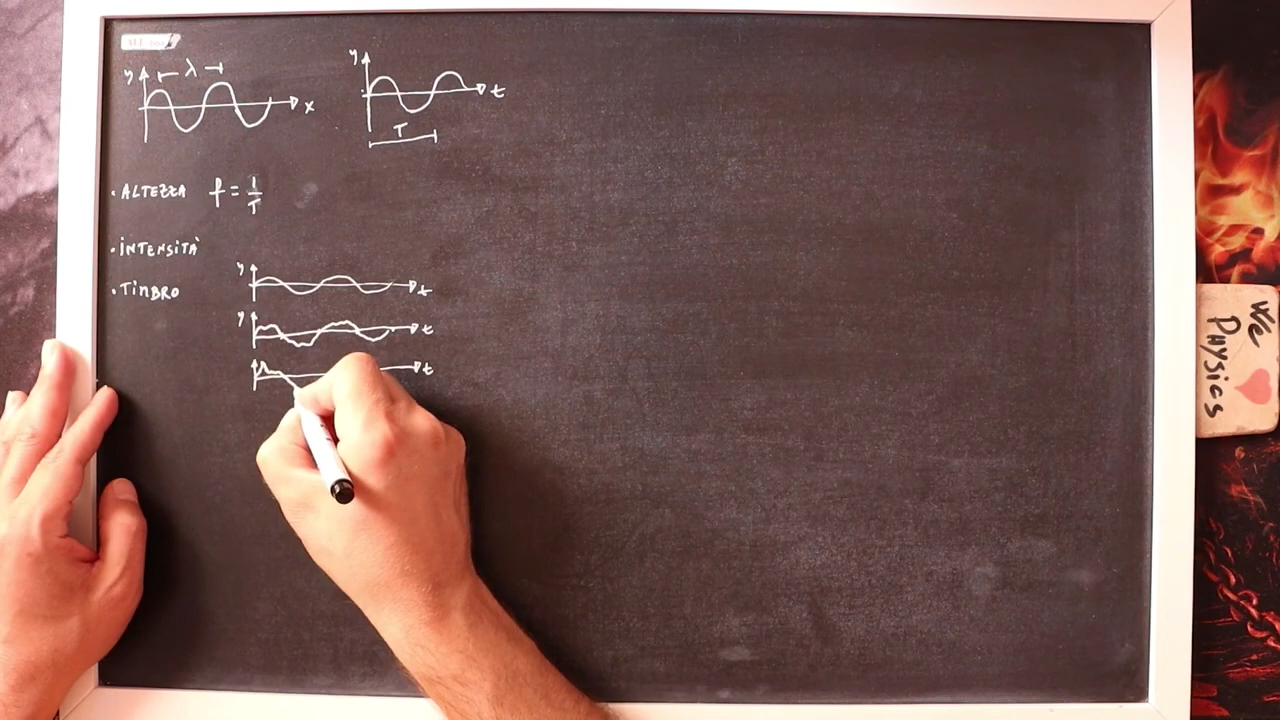 y λ x
y t
T
• ALTEZZA f = 1/T
• iNTENSiTÀ
y t
• TiMBRO
y t
t
We
PHYSiCS